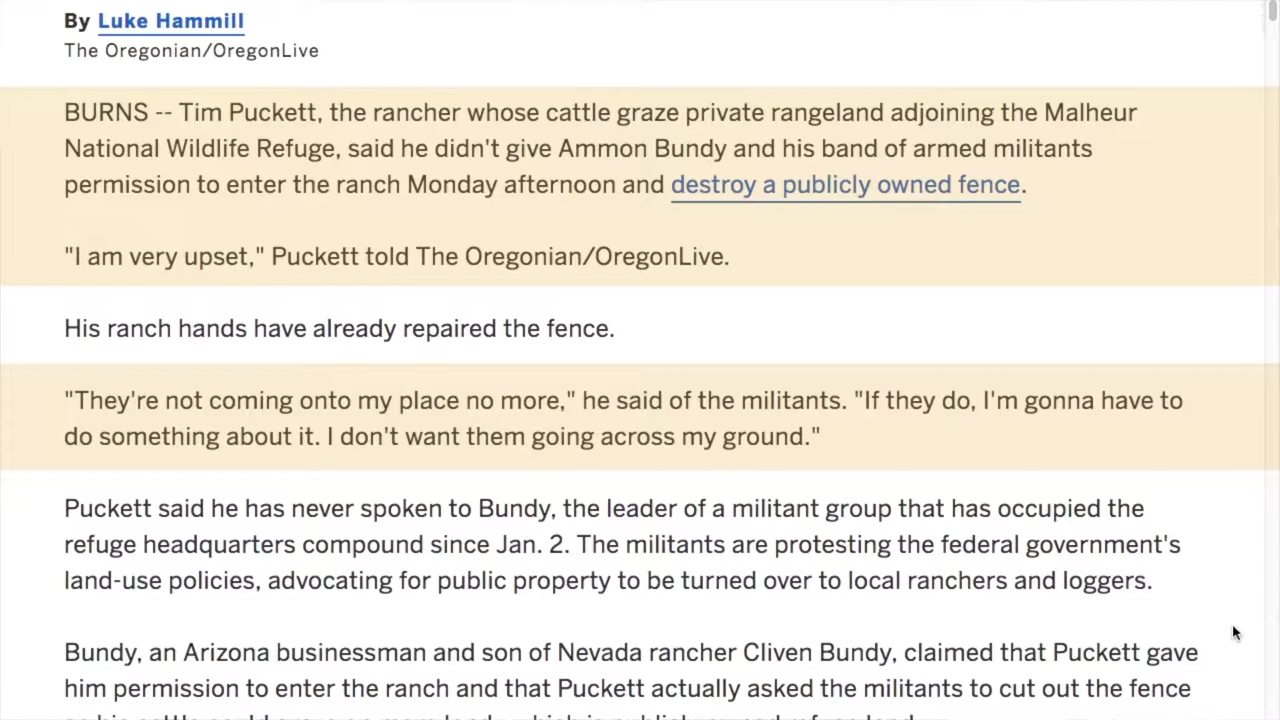 By Luke Hammill
The Oregonian/OregonLive
BURNS -- Tim Puckett, the rancher whose cattle graze private rangeland adjoining the Malheur
National Wildlife Refuge, said he didn't give Ammon Bundy and his band of armed militants
permission to enter the ranch Monday afternoon and destroy a publicly owned fence.
"I am very upset," Puckett told The Oregonian/OregonLive.
His ranch hands have already repaired the fence.
"They're not coming onto my place no more," he said of the militants. "If they do, I'm gonna have to
do something about it. I don't want them going across my ground."
Puckett said he has never spoken to Bundy, the leader of a militant group that has occupied the
refuge headquarters compound since Jan. 2. The militants are protesting the federal government's
land-use policies, advocating for public property to be turned over to local ranchers and loggers.
Bundy, an Arizona businessman and son of Nevada rancher Cliven Bundy, claimed that Puckett gave
him permission to enter the ranch and that Puckett actually asked the militants to cut out the fence